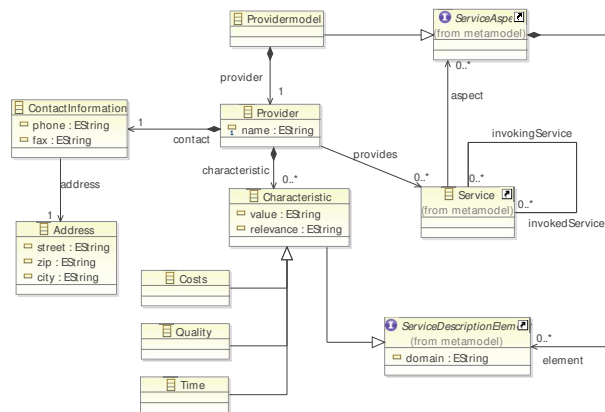 Providermodel
ServiceAspe
(from metamodel)
0..*
provider
1
aspect
ContactInformation
phone : EString
fax : EString
1
contact
Provider
name : EString
invokingService
characteristic
provides
0..*
0..*
0..*
address
Characteristic
value : EString
relevance : EString
Service
(from metamodel)
0..*
invokedService
1
Address
street : EString
zip : EString
city : EString
Costs
ServiceDescriptionElem
(from metamodel)
domain : EString
0..*
element
Quality
Time